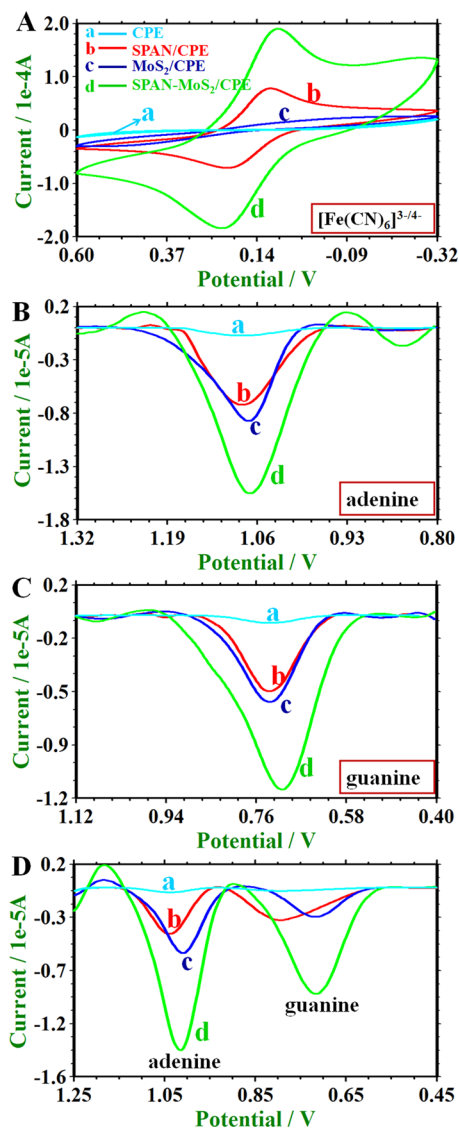 A
a CPE
b SPAN/CPE
c MoS₂/CPE
d SPAN-MoS₂/CPE
2.0
1.0
0
-1.0
-2.0
Current / 1e-4A
a
b
c
d
[Fe(CN)₆]³⁻/⁴⁻
0.60 0.37 0.14 -0.09 -0.32
Potential / V
B
0.2
-0.3
-0.8
-1.3
-1.8
Current / 1e-5A
a
b
c
d
adenine
1.32 1.19 1.06 0.93 0.80
Potential / V
C
0.2
-0.2
-0.5
-0.9
-1.2
Current / 1e-5A
a
b
c
d
guanine
1.12 0.94 0.76 0.58 0.40
Potential / V
D
0.2
-0.3
-0.7
-1.2
-1.6
Current / 1e-5A
a
b
c
d
adenine
guanine
1.25 1.05 0.85 0.65 0.45
Potential / V